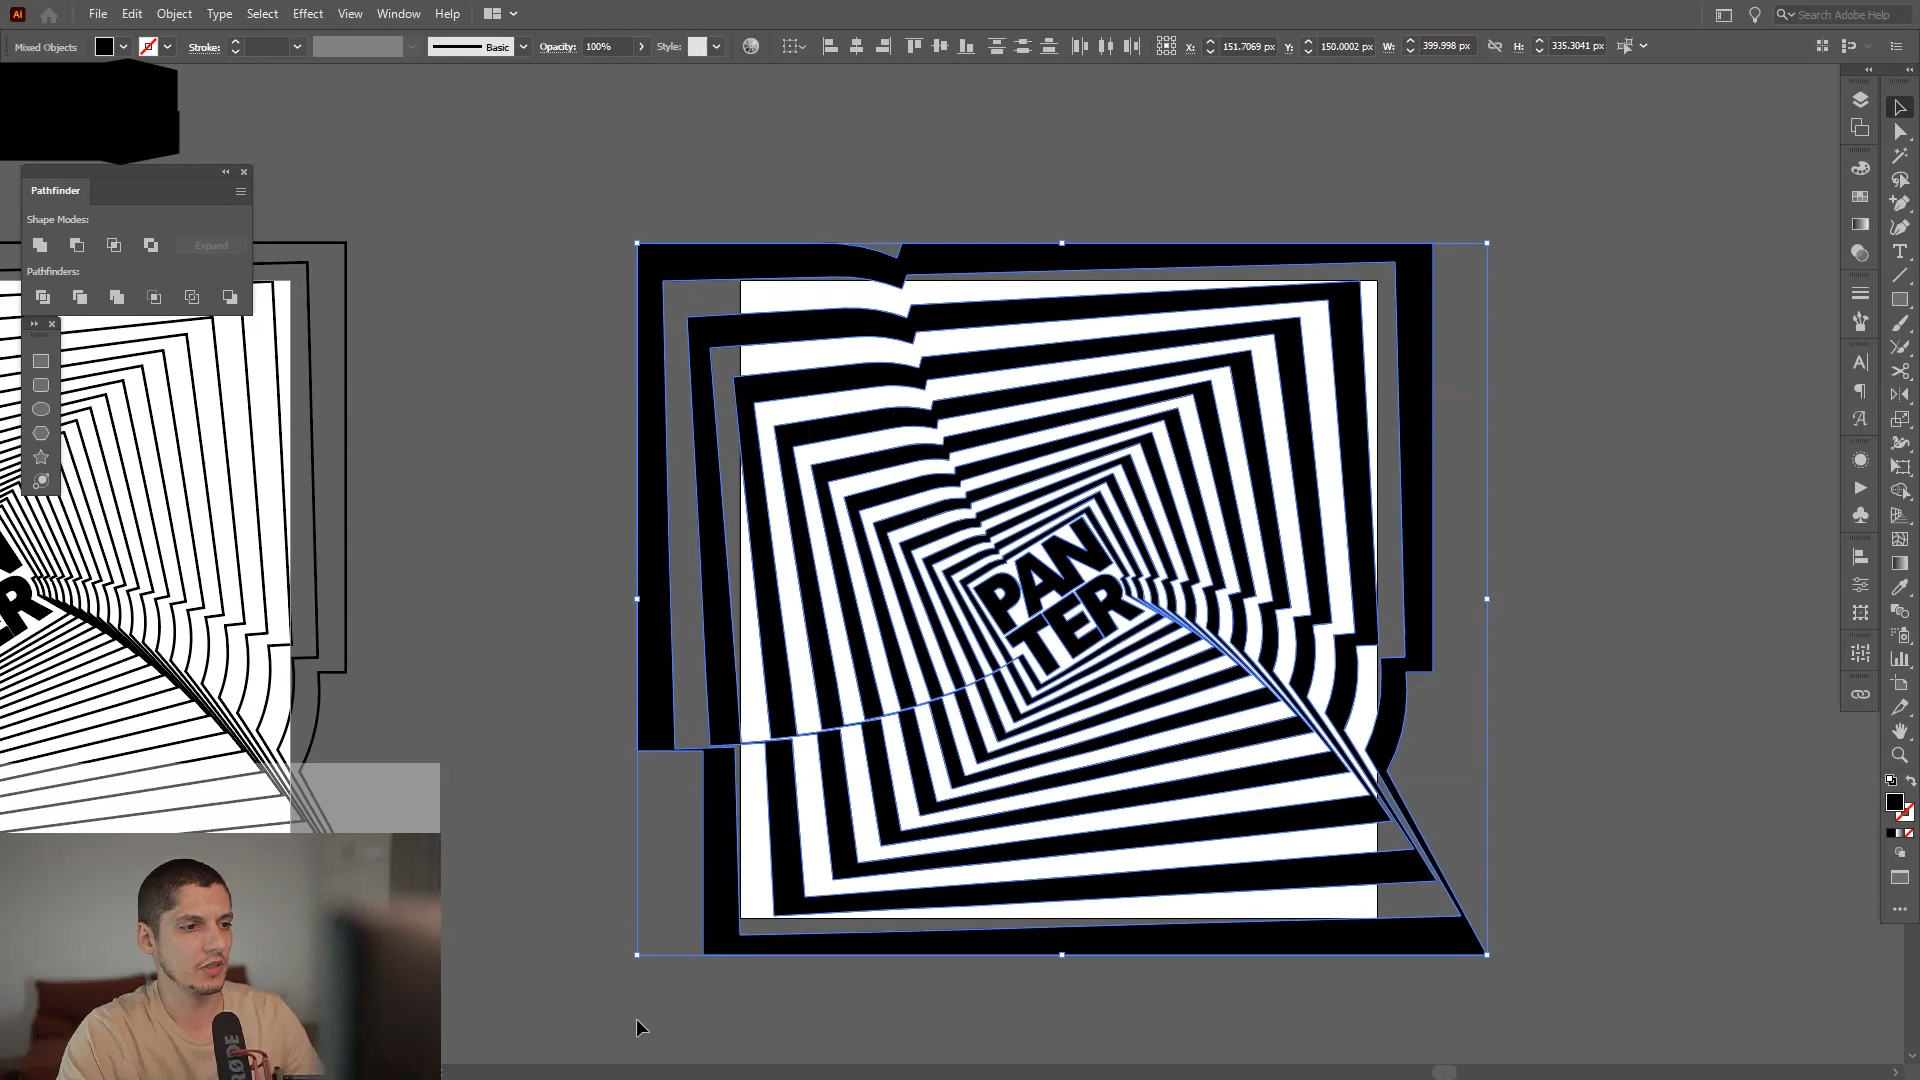 Ai File Edit Object Type Select Effect View Window Help Search Adobe Help
Mixed Objects Stroke: Basic Opacity: 100% Style: X: 151.7069 px Y: 150.0002 px W: 399.998 px H: 335.3041 px
Pathfinder
Shape Modes:
Expand
Pathfinders:
PAN
TER
R
RØDE